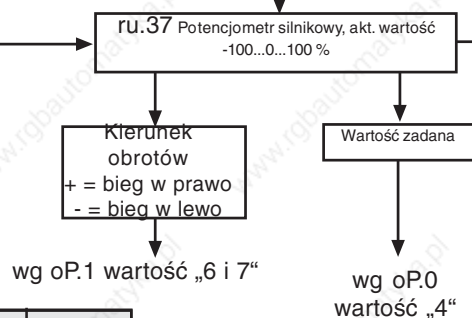 ru.37 Potencjometr silnikowy, akt. wartość
-100...0...100 %
Kierunek
obrotów
+ = bieg w prawo
- = bieg w lewo
Wartość zadana
wg oP.1 wartość „6 i 7“
wg oP.0
wartość „4“